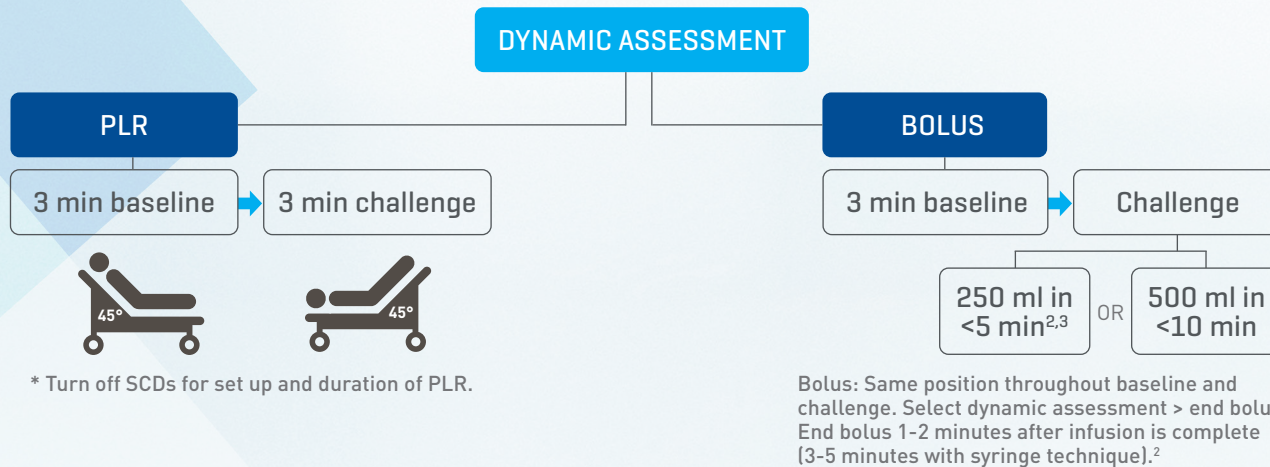 DYNAMIC ASSESSMENT
PLR
3 min baseline
3 min challenge
45°
45°
* Turn off SCDs for set up and duration of PLR.
BOLUS
3 min baseline
Challenge
250 ml in
<5 min2,3
OR
500 ml in
<10 min
Bolus: Same position throughout baseline and
challenge. Select dynamic assessment > end
End bolus 1-2 minutes after infusion is complete
(3-5 minutes with syringe technique).2